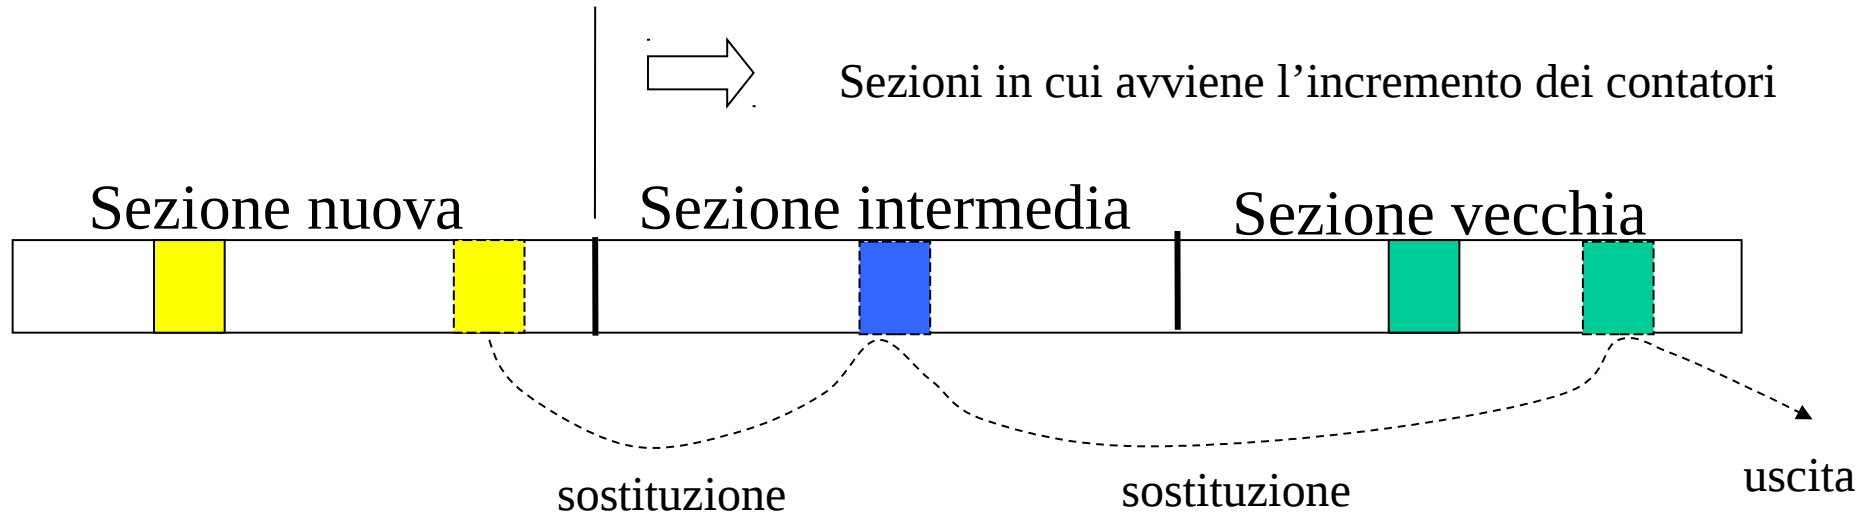 Sezioni in cui avviene l’incremento dei contatori
Sezione nuova
Sezione intermedia
Sezione vecchia
sostituzione
sostituzione
uscita